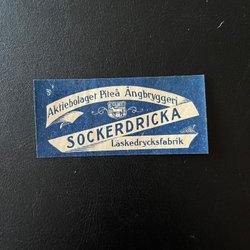 Aktiebolaget Piteå Ångbryggeri
SOCKERDRICKA
Läskedrycksfabrik